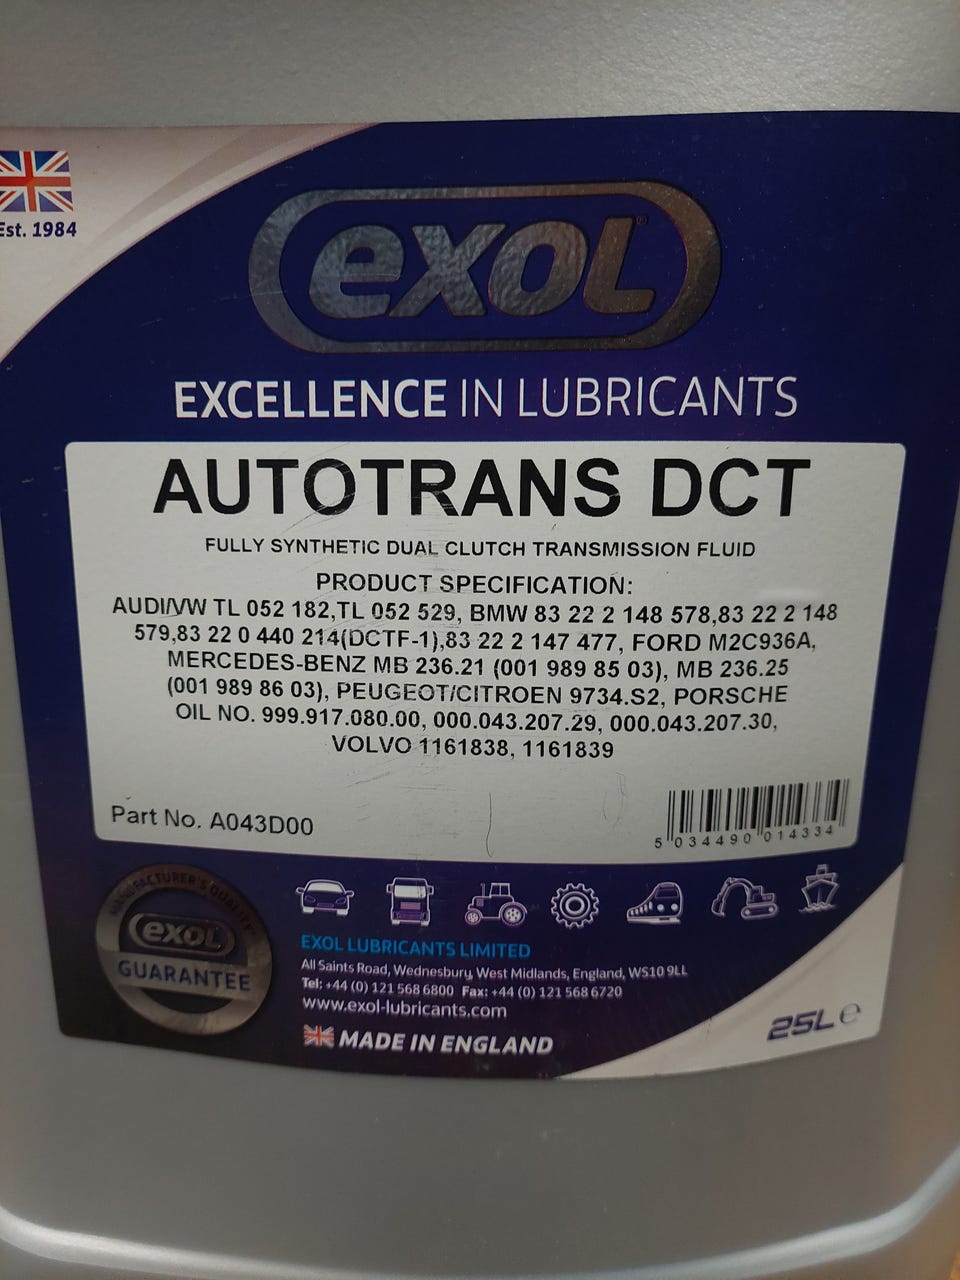 Est. 1984
exol®
EXCELLENCE IN LUBRICANTS
AUTOTRANS DCT
FULLY SYNTHETIC DUAL CLUTCH TRANSMISSION FLUID
PRODUCT SPECIFICATION:
AUDI/VW TL 052 182,TL 052 529, BMW 83 22 2 148 578,83 22 2 148
579,83 22 0 440 214(DCTF-1),83 22 2 147 477, FORD M2C936A,
MERCEDES-BENZ MB 236.21 (001 989 85 03), MB 236.25
(001 989 86 03), PEUGEOT/CITROEN 9734.S2, PORSCHE
OIL NO. 999.917.080.00, 000.043.207.29, 000.043.207.30,
VOLVO 1161838, 1161839
Part No. A043D00
5 034490 014334
MANUFACTURER'S QUALITY
exol
GUARANTEE
EXOL LUBRICANTS LIMITED
All Saints Road, Wednesbury, West Midlands, England, WS10 9LL
Tel: +44 (0) 121 568 6800 Fax: +44 (0) 121 568 6720
www.exol-lubricants.com
MADE IN ENGLAND
25L e